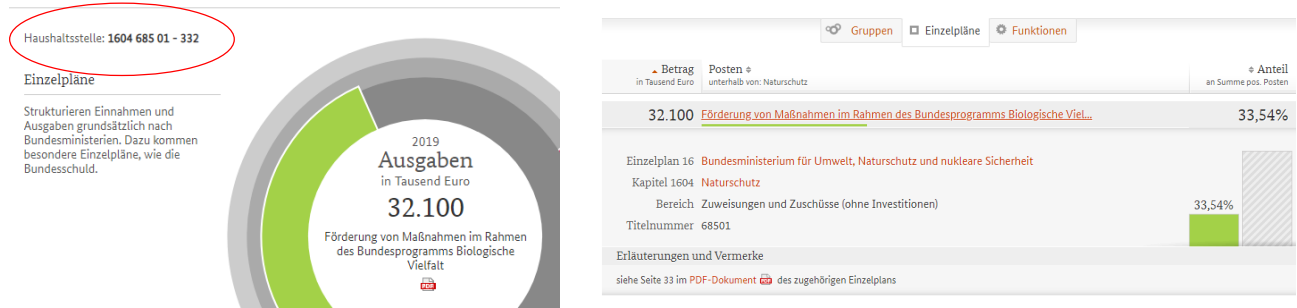 Haushaltsstelle: 1604 685 01 - 332
Einzelpläne
Strukturieren Einnahmen und
Ausgaben grundsätzlich nach
Bundesministerien. Dazu kommen
besondere Einzelpläne, wie die
Bundesschuld.
2019
Ausgaben
in Tausend Euro
32.100
Förderung von Maßnahmen im Rahmen
des Bundesprogramms Biologische
Vielfalt
PDF
Gruppen Einzelpläne Funktionen
Betrag Posten Anteil
in Tausend Euro unterhalb von: Naturschutz an Summe pos. Posten
32.100 Förderung von Maßnahmen im Rahmen des Bundesprogramms Biologische Viel... 33,54%
Einzelplan 16 Bundesministerium für Umwelt, Naturschutz und nukleare Sicherheit
Kapitel 1604 Naturschutz
Bereich Zuweisungen und Zuschüsse (ohne Investitionen)
33,54%
Titelnummer 68501
Erläuterungen und Vermerke
siehe Seite 33 im PDF-Dokument PDF des zugehörigen Einzelplans